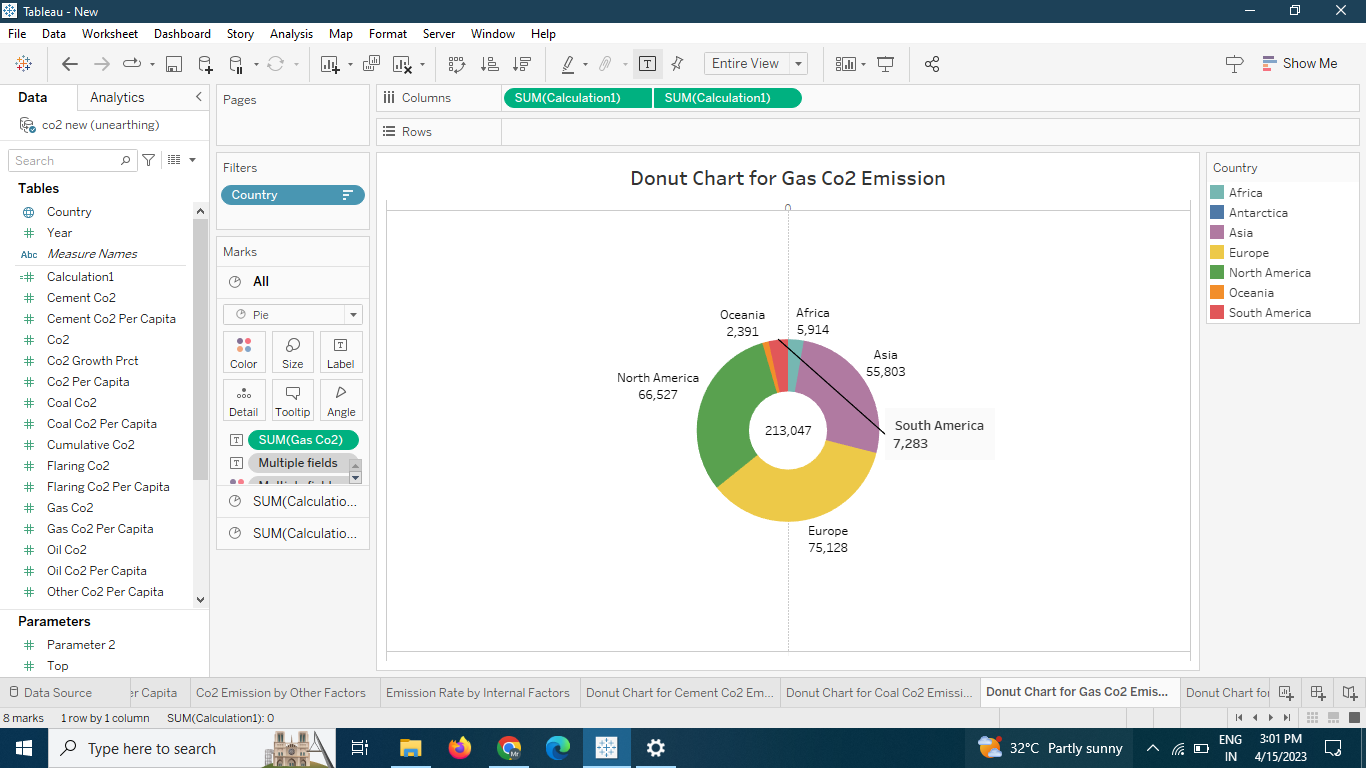 Tableau - New
File Data Worksheet Dashboard Story Analysis Map Format Server Window Help
Entire View
Show Me
Data Analytics
co2 new (unearthing)
Search
Tables
Country
Year
Abc Measure Names
Calculation1
Cement Co2
Cement Co2 Per Capita
Co2
Co2 Growth Prct
Co2 Per Capita
Coal Co2
Coal Co2 Per Capita
Cumulative Co2
Flaring Co2
Flaring Co2 Per Capita
Gas Co2
Gas Co2 Per Capita
Oil Co2
Oil Co2 Per Capita
Other Co2 Per Capita
Parameters
Parameter 2
Top
Pages
Filters
Country
Marks
All
Pie
Color Size Label
Detail Tooltip Angle
SUM(Gas Co2)
Multiple fields
SUM(Calculatio...
SUM(Calculatio...
Columns SUM(Calculation1) SUM(Calculation1)
Rows
Donut Chart for Gas Co2 Emission
0
Oceania
2,391
Africa
5,914
Asia
55,803
North America
66,527
213,047
South America
7,283
Europe
75,128
Country
Africa
Antarctica
Asia
Europe
North America
Oceania
South America
Data Source er Capita Co2 Emission by Other Factors Emission Rate by Internal Factors Donut Chart for Cement Co2 Em... Donut Chart for Coal Co2 Emissi... Donut Chart for Gas Co2 Emis... Donut Chart for
8 marks 1 row by 1 column SUM(Calculation1): 0
Type here to search
32°C Partly sunny
ENG
IN
3:01 PM
4/15/2023